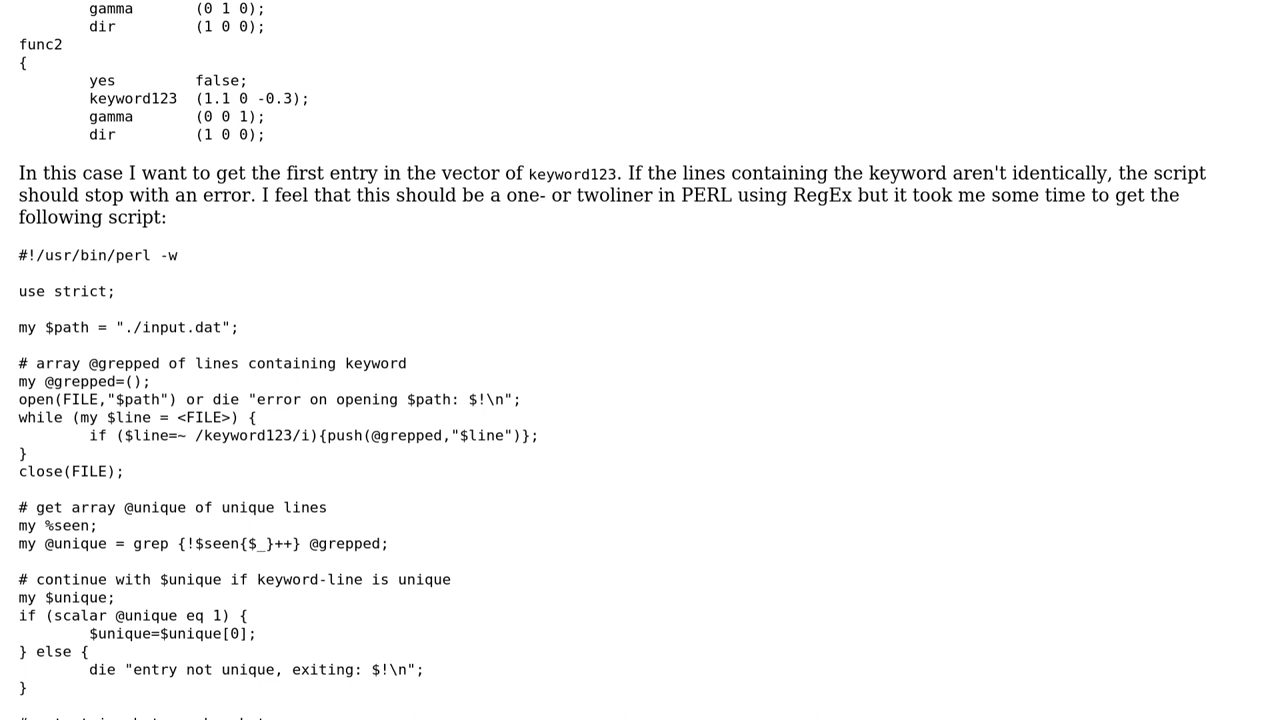 gamma (0 1 0);
dir (1 0 0);
func2
{
yes false;
keyword123 (1.1 0 -0.3);
gamma (0 0 1);
dir (1 0 0);
In this case I want to get the first entry in the vector of keyword123. If the lines containing the keyword aren't identically, the script
should stop with an error. I feel that this should be a one- or twoliner in PERL using RegEx but it took me some time to get the
following script:
#!/usr/bin/perl -w
use strict;
my $path = "./input.dat";
# array @grepped of lines containing keyword
my @grepped=();
open(FILE,"$path") or die "error on opening $path: $!\n";
while (my $line = <FILE>) {
if ($line=~ /keyword123/i){push(@grepped,"$line")};
}
close(FILE);
# get array @unique of unique lines
my %seen;
my @unique = grep {!$seen{$_}++} @grepped;
# continue with $unique if keyword-line is unique
my $unique;
if (scalar @unique eq 1) {
$unique=$unique[0];
} else {
die "entry not unique, exiting: $!\n";
}